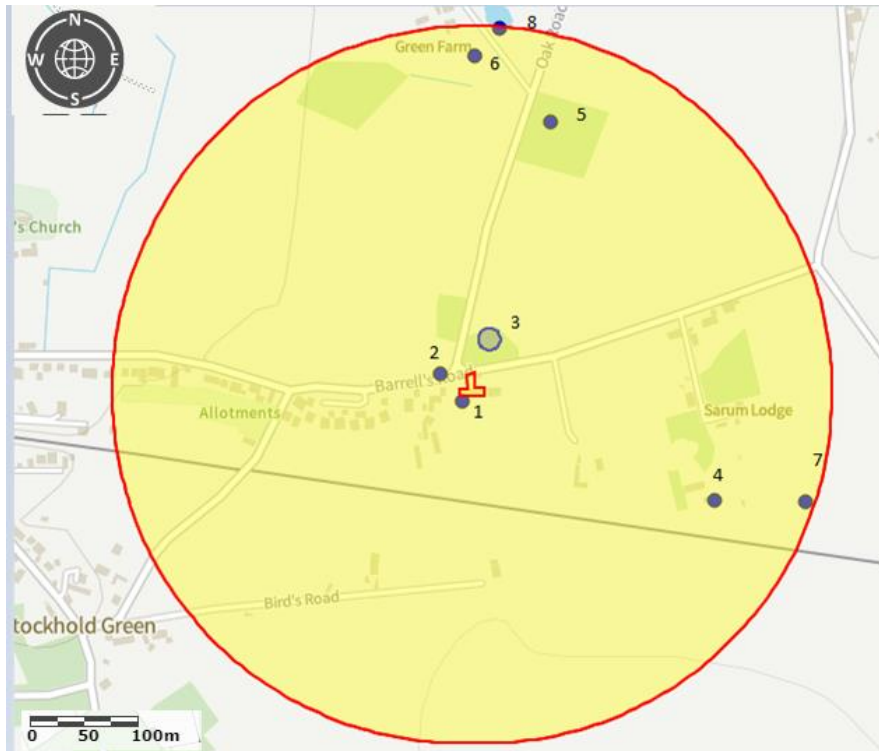 N
W E
S
8
Green Farm
6
Oak Road
5
's Church
3
2
Barrell's Road
1
Allotments
Sarum Lodge
4
7
Bird's Road
tockhold Green
0 50 100m